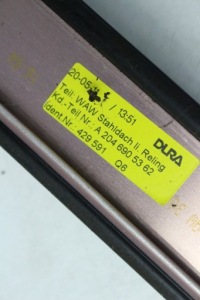 20-05 / 13:51
Teil: WAW Stahldach li. Reling
Kd.-Teil Nr.: A 204 690 53 62
Ident Nr. 429 591 06
DURA